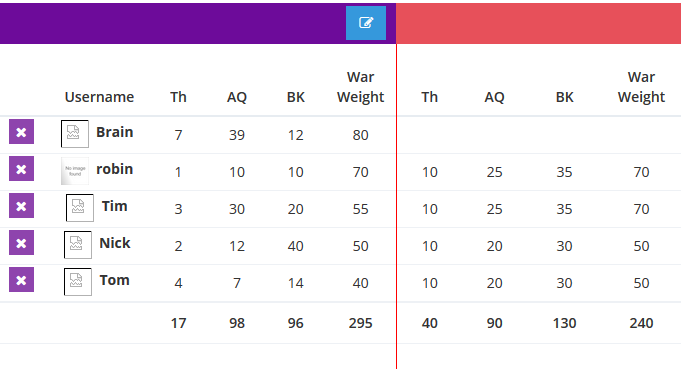 War War
Username Th AQ BK Weight Th AQ BK Weight
Brain 7 39 12 80
No image found robin 1 10 10 70 10 25 35 70
Tim 3 30 20 55 10 25 35 70
Nick 2 12 40 50 10 20 30 50
Tom 4 7 14 40 10 20 30 50
17 98 96 295 40 90 130 240